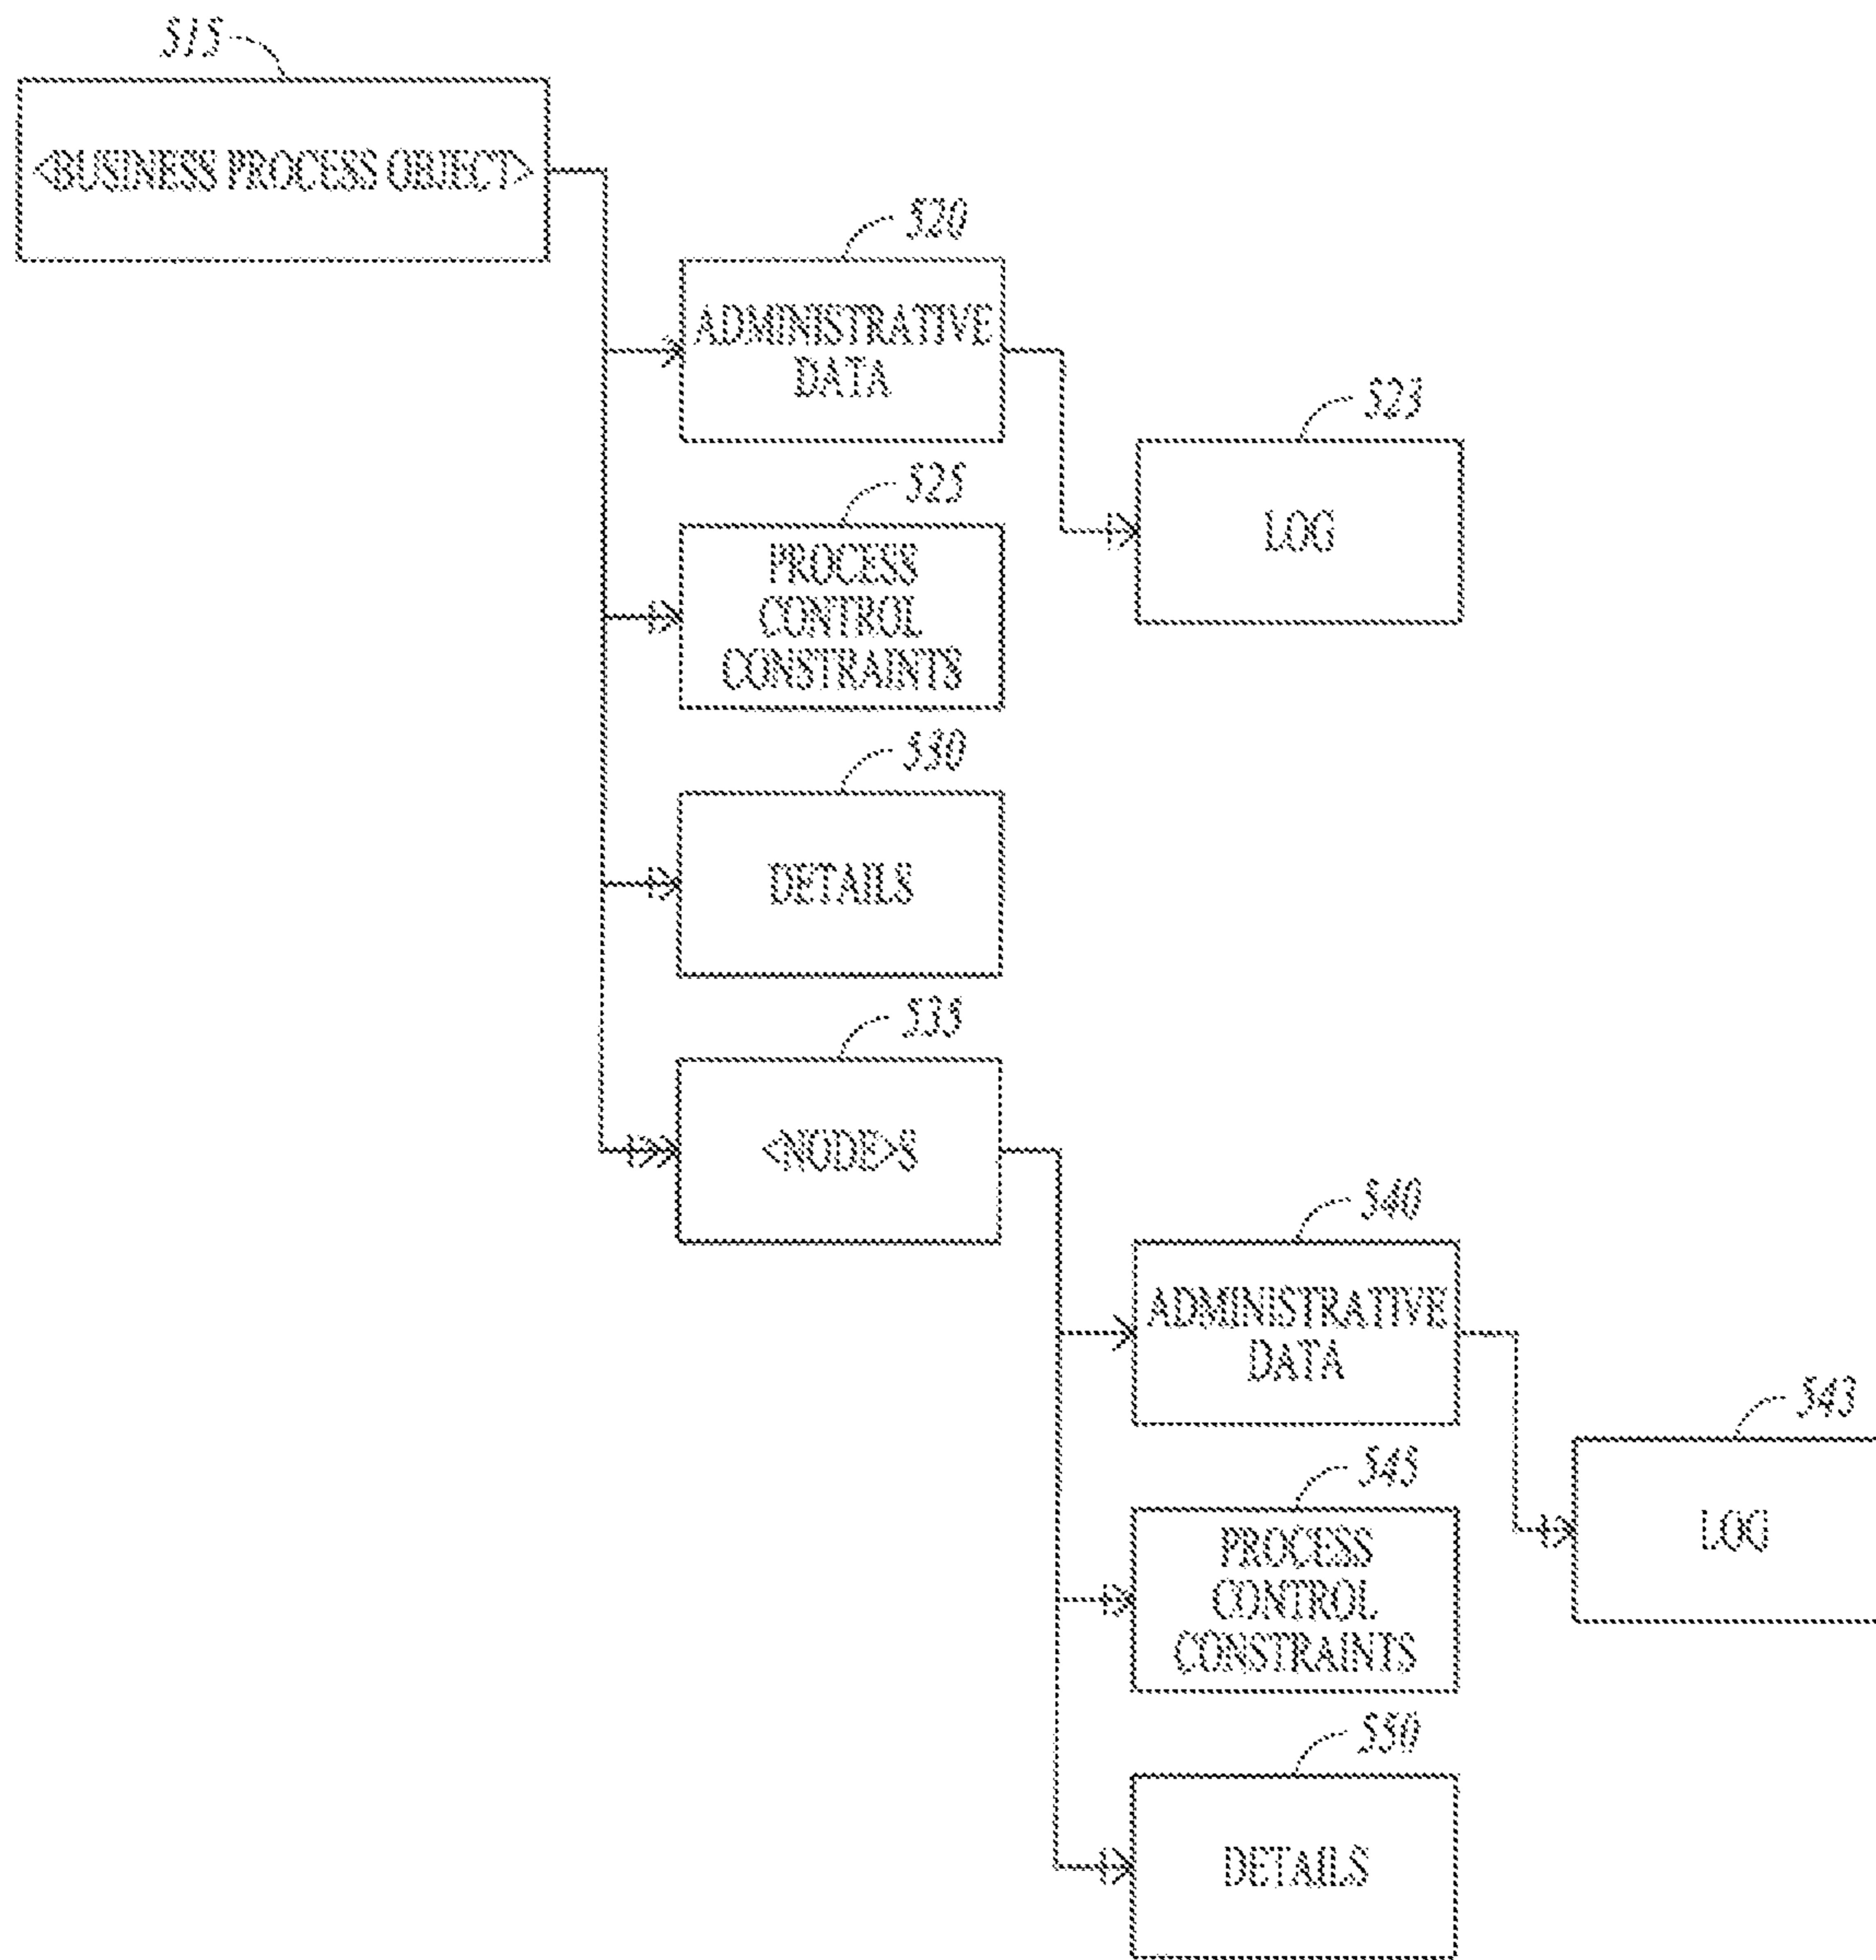 515
<BUSINESS PROCESS OBJECT>
520
ADMINISTRATIVE
DATA
523
LOG
525
PROCESS
CONTROL
CONSTRAINTS
530
DETAILS
535
<NODE>S
540
ADMINISTRATIVE
DATA
543
LOG
545
PROCESS
CONTROL
CONSTRAINTS
550
DETAILS